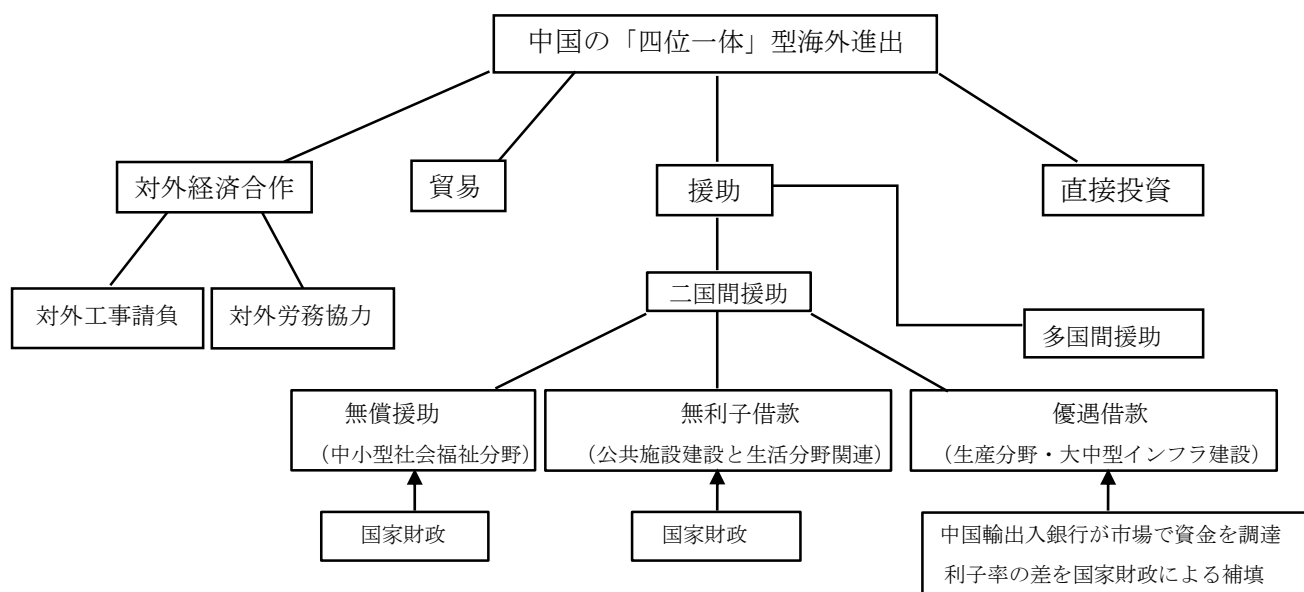 中国の「四位一体」型海外進出
対外経済合作
貿易
援助
直接投資
対外工事請負
対外労務協力
二国間援助
多国間援助
無償援助
（中小型社会福祉分野）
無利子借款
（公共施設建設と生活分野関連）
優遇借款
（生産分野・大中型インフラ建設）
国家財政
国家財政
中国輸出入銀行が市場で資金を調達
利子率の差を国家財政による補填